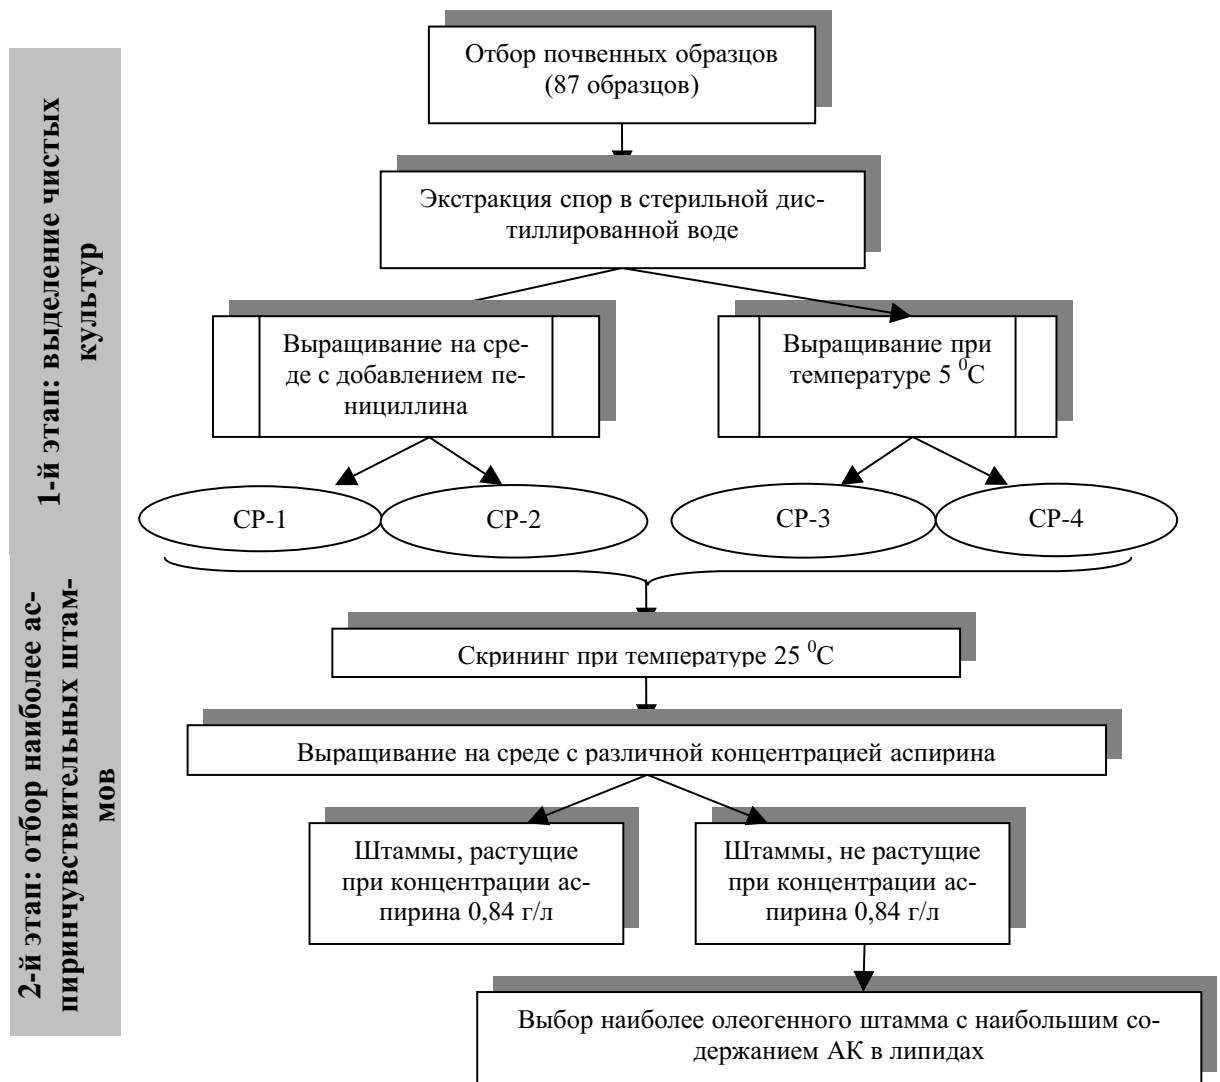 Отбор почвенных образцов
(87 образцов)
Экстракция спор в стерильной дис-
тиллированной воде
1-й этап: выделение чистых
культур
Выращивание на сре-
де с добавлением пе-
нициллина
Выращивание при
температуре 5 ⁰С
СР-1
СР-2
СР-3
СР-4
2-й этап: отбор наиболее ас-
пиринчувствительных штам-
мов
Скрининг при температуре 25 ⁰С
Выращивание на среде с различной концентрацией аспирина
Штаммы, растущие
при концентрации ас-
пирина 0,84 г/л
Штаммы, не растущие
при концентрации ас-
пирина 0,84 г/л
Выбор наиболее олеогенного штамма с наибольшим со-
держанием АК в липидах